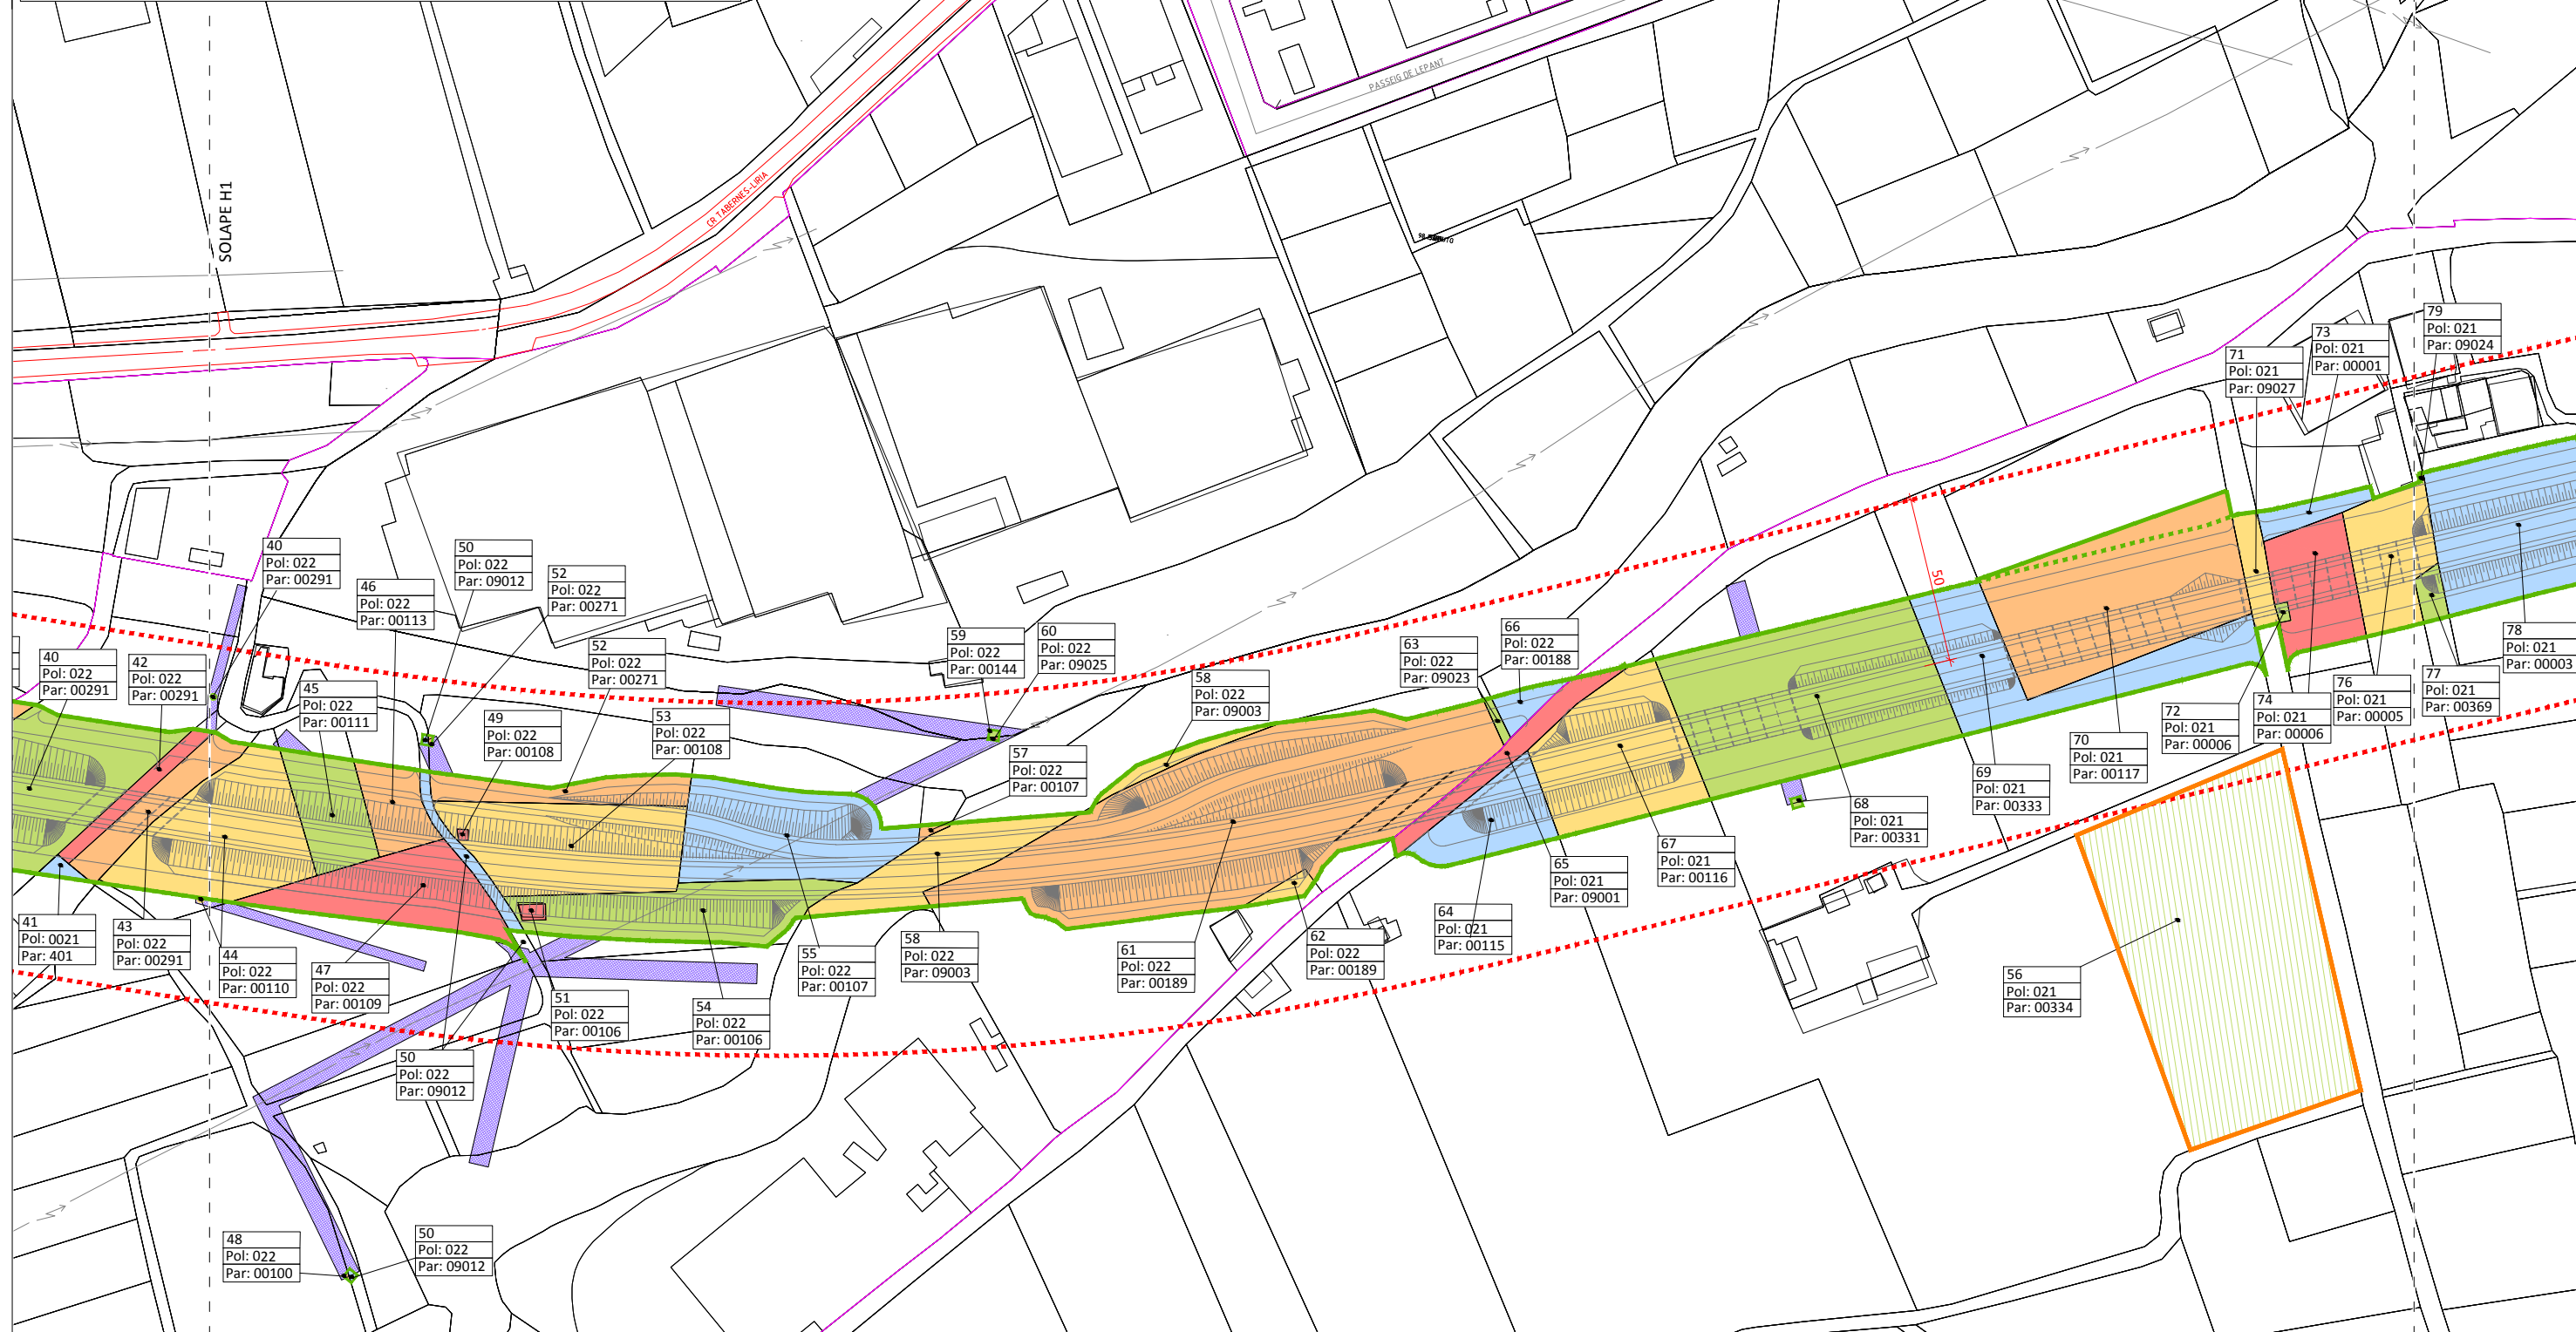 PASSEIG DE LEPANT
CR TABERNES-LIRIA
SOLAPE H1
79
Pol: 021
Par: 09024
73
Pol: 021
Par: 00001
71
Pol: 021
Par: 09027
40
Pol: 022
Par: 00291
50
Pol: 022
Par: 09012
52
Pol: 022
Par: 00271
46
Pol: 022
Par: 00113
50
59
Pol: 022
Par: 00144
60
Pol: 022
Par: 09025
63
Pol: 022
Par: 09023
66
Pol: 022
Par: 00188
40
Pol: 022
Par: 00291
42
Pol: 022
Par: 00291
45
Pol: 022
Par: 00111
52
Pol: 022
Par: 00271
58
Pol: 022
Par: 09003
49
Pol: 022
Par: 00108
53
Pol: 022
Par: 00108
57
Pol: 022
Par: 00107
78
Pol: 021
Par: 00003
77
Pol: 021
Par: 00369
76
Pol: 021
Par: 00005
74
Pol: 021
Par: 00006
72
Pol: 021
Par: 00006
70
Pol: 021
Par: 00117
69
Pol: 021
Par: 00333
68
Pol: 021
Par: 00331
67
Pol: 021
Par: 00116
65
Pol: 021
Par: 09001
64
Pol: 021
Par: 00115
62
Pol: 022
Par: 00189
61
Pol: 022
Par: 00189
58
Pol: 022
Par: 09003
55
Pol: 022
Par: 00107
54
Pol: 022
Par: 00106
51
Pol: 022
Par: 00106
47
Pol: 022
Par: 00109
44
Pol: 022
Par: 00110
43
Pol: 022
Par: 00291
41
Pol: 0021
Par: 401
56
Pol: 021
Par: 00334
50
Pol: 022
Par: 09012
48
Pol: 022
Par: 00100
50
Pol: 022
Par: 09012